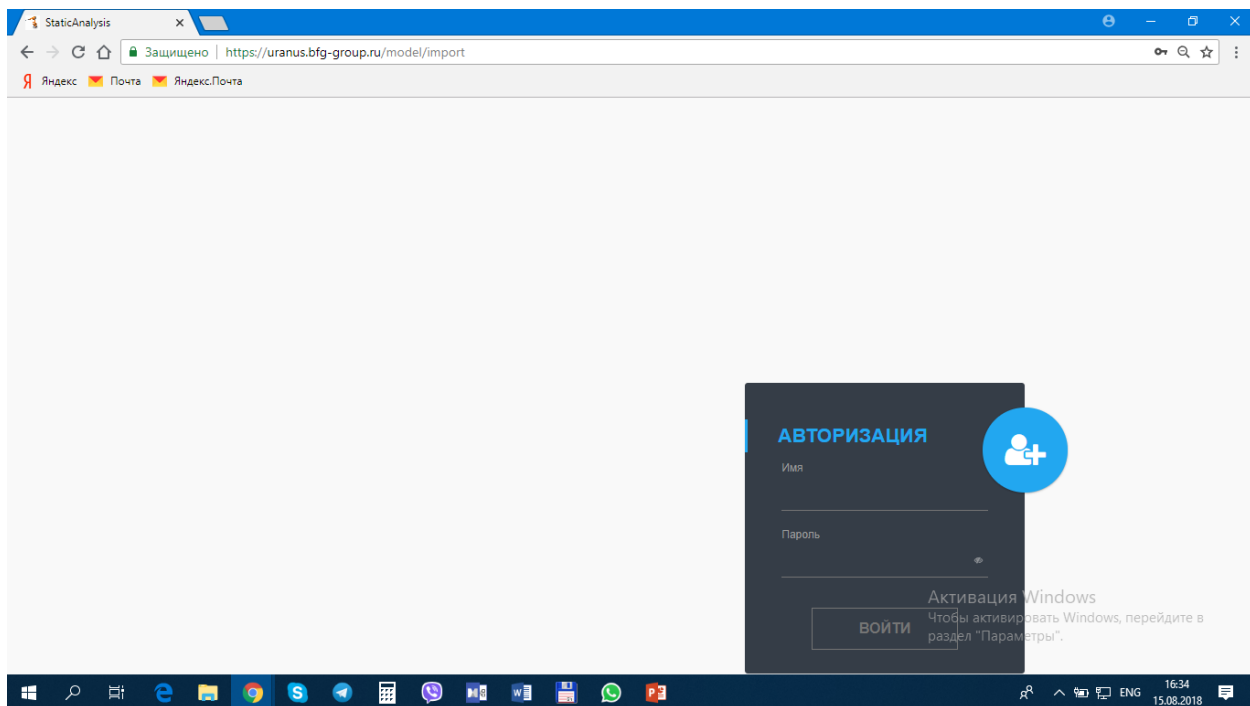 StaticAnalysis
Защищено | https://uranus.bfg-group.ru/model/import
Яндекс Почта Яндекс.Почта
АВТОРИЗАЦИЯ
Имя
Пароль
ВОЙТИ
Активация Windows
Чтобы активировать Windows, перейдите в
раздел "Параметры".
ENG
16:34
15.08.2018